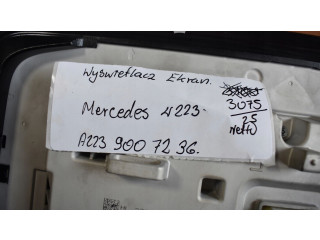 Wyświetlacz Ekran.
3075
25
netto
Mercedes W223
A223 900 72 36.